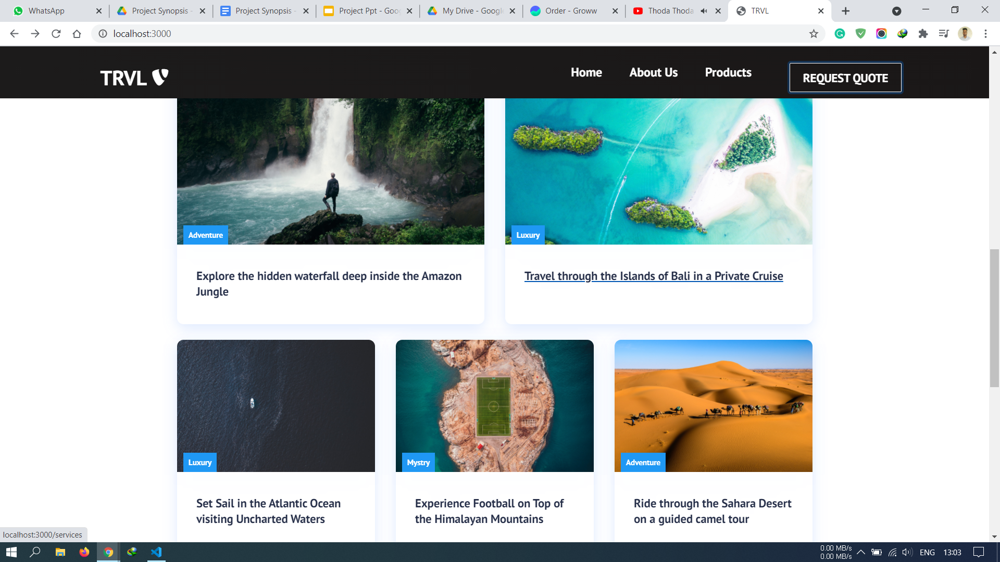 WhatsApp
Project Synopsis -
Project Synopsis -
Project Ppt - Goog
My Drive - Google
Order - Groww
Thoda Thoda
TRVL
localhost:3000
TRVL
Home
About Us
Products
REQUEST QUOTE
Adventure
Luxury
Explore the hidden waterfall deep inside the Amazon
Jungle
Travel through the Islands of Bali in a Private Cruise
Luxury
Mystry
Adventure
Set Sail in the Atlantic Ocean
visiting Uncharted Waters
Experience Football on Top of
the Himalayan Mountains
Ride through the Sahara Desert
on a guided camel tour
localhost:3000/services
0.00 MB/s
0.00 MB/s
ENG
13:03